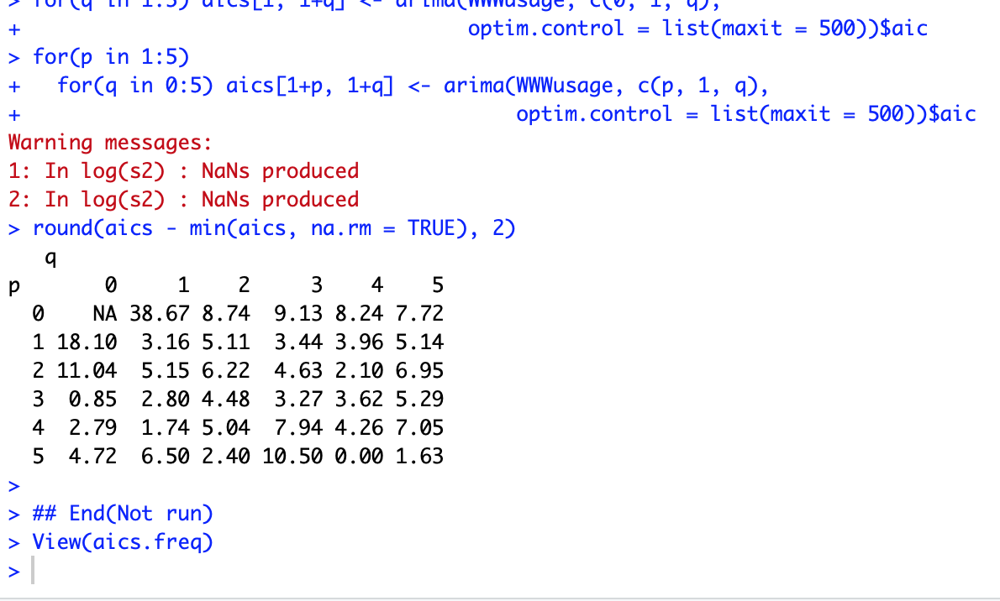 > for(q in 1:5) aics[1, 1+q] <- arima(WWWusage, c(0, 1, q),
+                                      optim.control = list(maxit = 500))$aic
> for(p in 1:5)
+   for(q in 0:5) aics[1+p, 1+q] <- arima(WWWusage, c(p, 1, q),
+                                          optim.control = list(maxit = 500))$aic
Warning messages:
1: In log(s2) : NaNs produced
2: In log(s2) : NaNs produced
> round(aics - min(aics, na.rm = TRUE), 2)
   q
p       0     1    2     3    4    5
  0    NA 38.67 8.74  9.13 8.24 7.72
  1 18.10  3.16 5.11  3.44 3.96 5.14
  2 11.04  5.15 6.22  4.63 2.10 6.95
  3  0.85  2.80 4.48  3.27 3.62 5.29
  4  2.79  1.74 5.04  7.94 4.26 7.05
  5  4.72  6.50 2.40 10.50 0.00 1.63
>
> ## End(Not run)
> View(aics.freq)
>